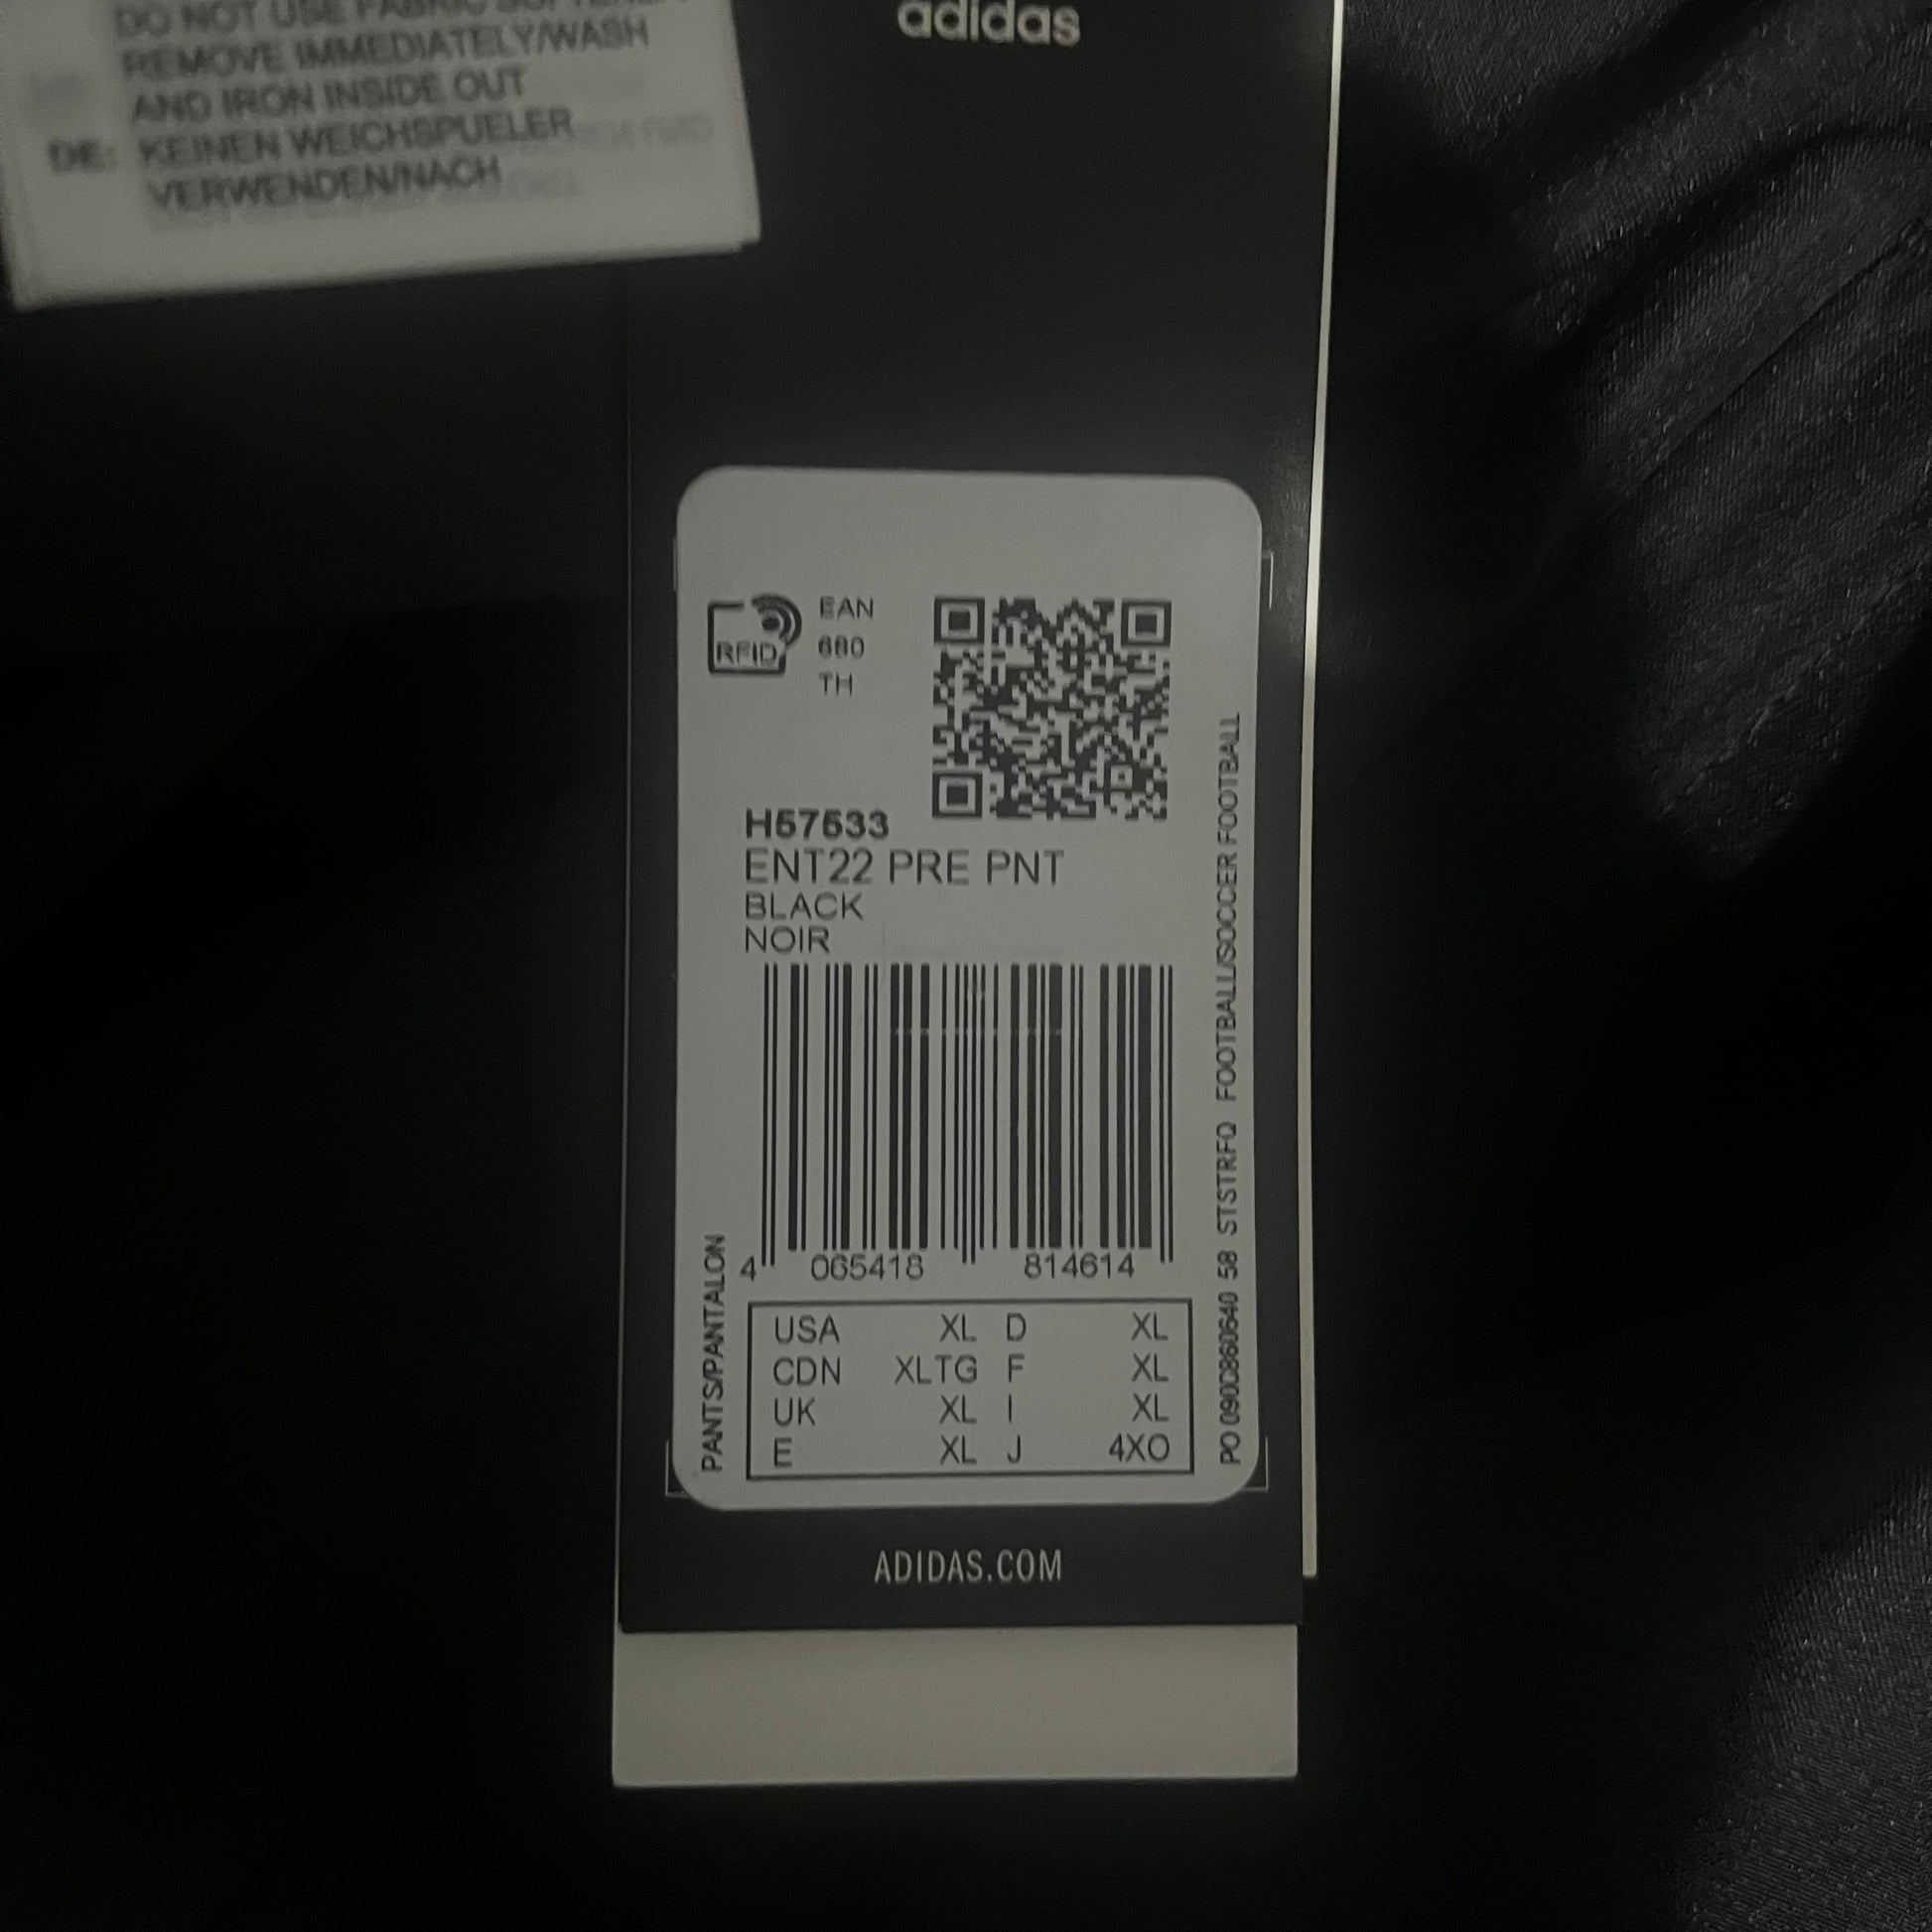 DO NOT USE FABRIC SOFTENER
REMOVE IMMEDIATELY/WASH
AND IRON INSIDE OUT
DE: KEINEN WEICHSPUELER
VERWENDEN/NACH
adidas
RFID
EAN
680
TH
H57533
ENT22 PRE PNT
BLACK
NOIR
4 065418 814614
PANTS/PANTALON
USA XL D XL
CDN XLTG F XL
UK XL I XL
E XL J 4XO
PO 0900860640 58 STSTRFQ FOOTBALL/SOCCER FOOTBALL
ADIDAS.COM